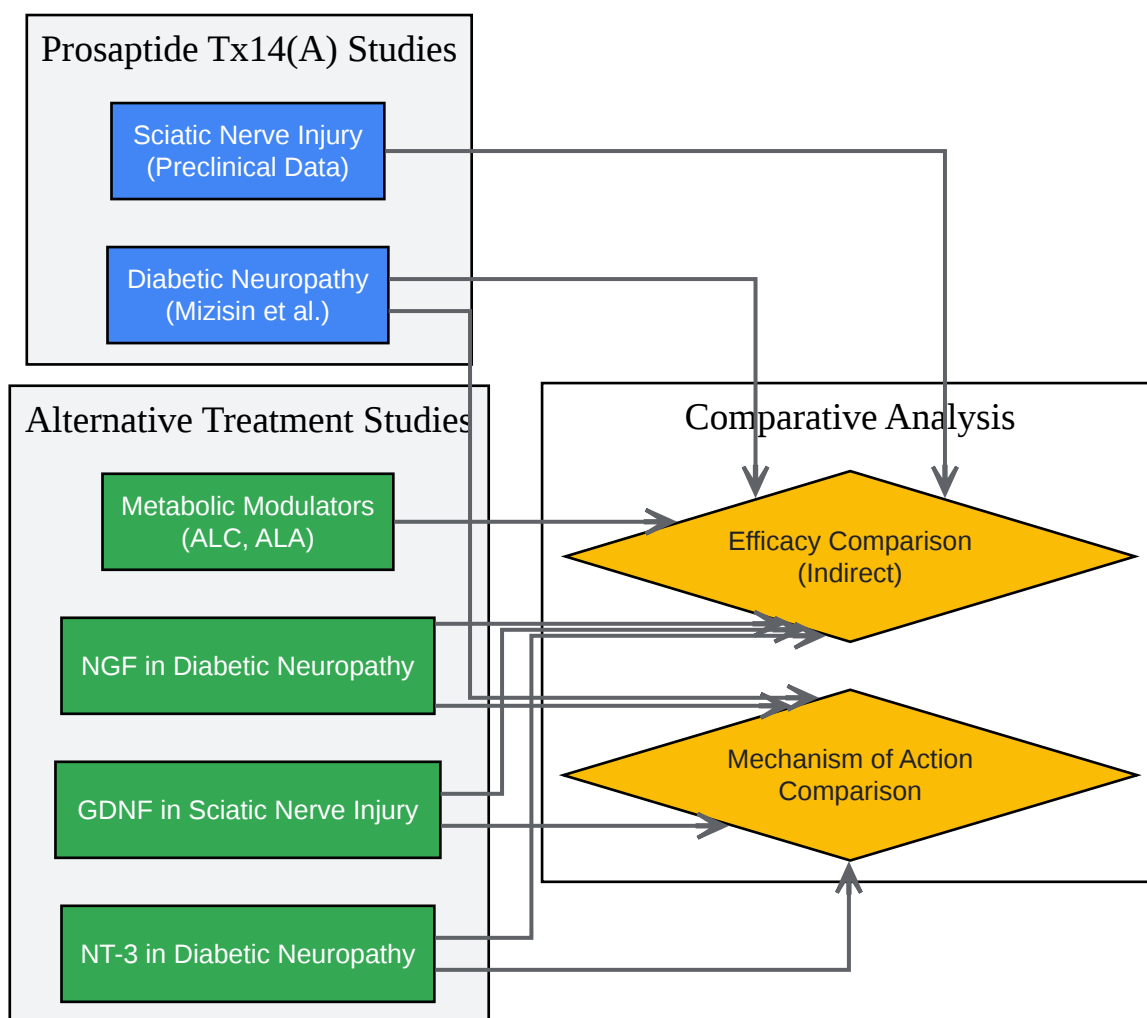 Prosaptide Tx14(A) Studies
Sciatic Nerve Injury
(Preclinical Data)
Diabetic Neuropathy
(Mizisin et al.)
Alternative Treatment Studies
Metabolic Modulators
(ALC, ALA)
NGF in Diabetic Neuropathy
GDNF in Sciatic Nerve Injury
NT-3 in Diabetic Neuropathy
Comparative Analysis
Efficacy Comparison
(Indirect)
Mechanism of Action
Comparison